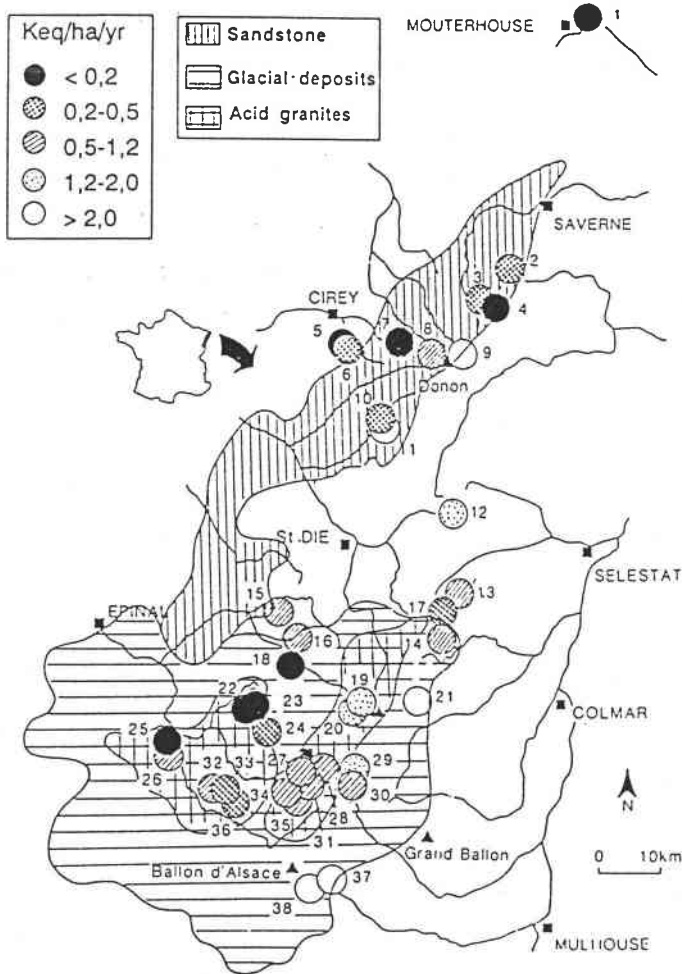 Keq/ha/yr
< 0,2
0,2-0,5
0,5-1,2
1,2-2,0
> 2,0
Sandstone
Glacial deposits
Acid granites
MOUTERHOUSE
1
SAVERNE
2
3
4
CIREY
5
7
8
9
6
Donon
10
1
12
St.DIE
SELESTAT
15
13
17
EPINAL
16
14
18
19
21
22
23
COLMAR
20
24
25
32
33
27
29
26
34
30
N
28
36
35
31
Grand Ballon
0 10km
Ballon d'Alsace
37
38
MULHOUSE